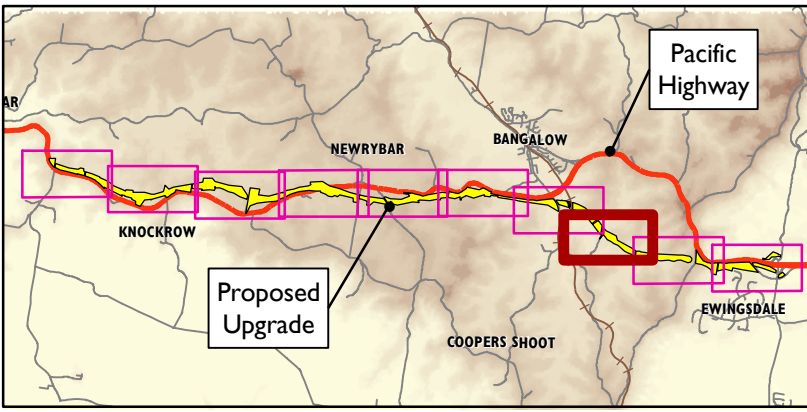 Pacific
Highway
AR
BANGALOW
NEWRYBAR
KNOCKROW
Proposed
Upgrade
EWINGSDALE
COOPERS SHOOT